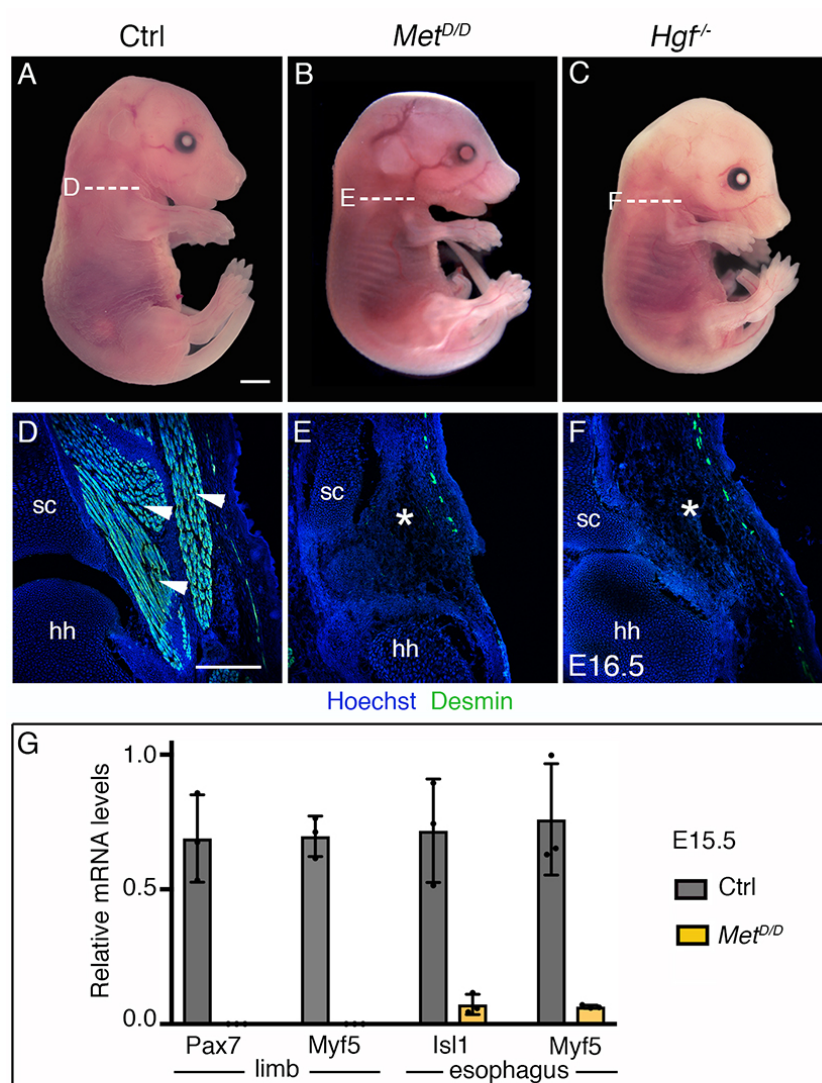 Ctrl Met^D/D Hgf^-/-
A B C
D E F
D E F
sc sc sc
hh hh hh
E16.5
Hoechst Desmin
G
Relative mRNA levels
1.0
0.5
0.0
E15.5
Ctrl
Met^D/D
Pax7 Myf5 Isl1 Myf5
limb esophagus